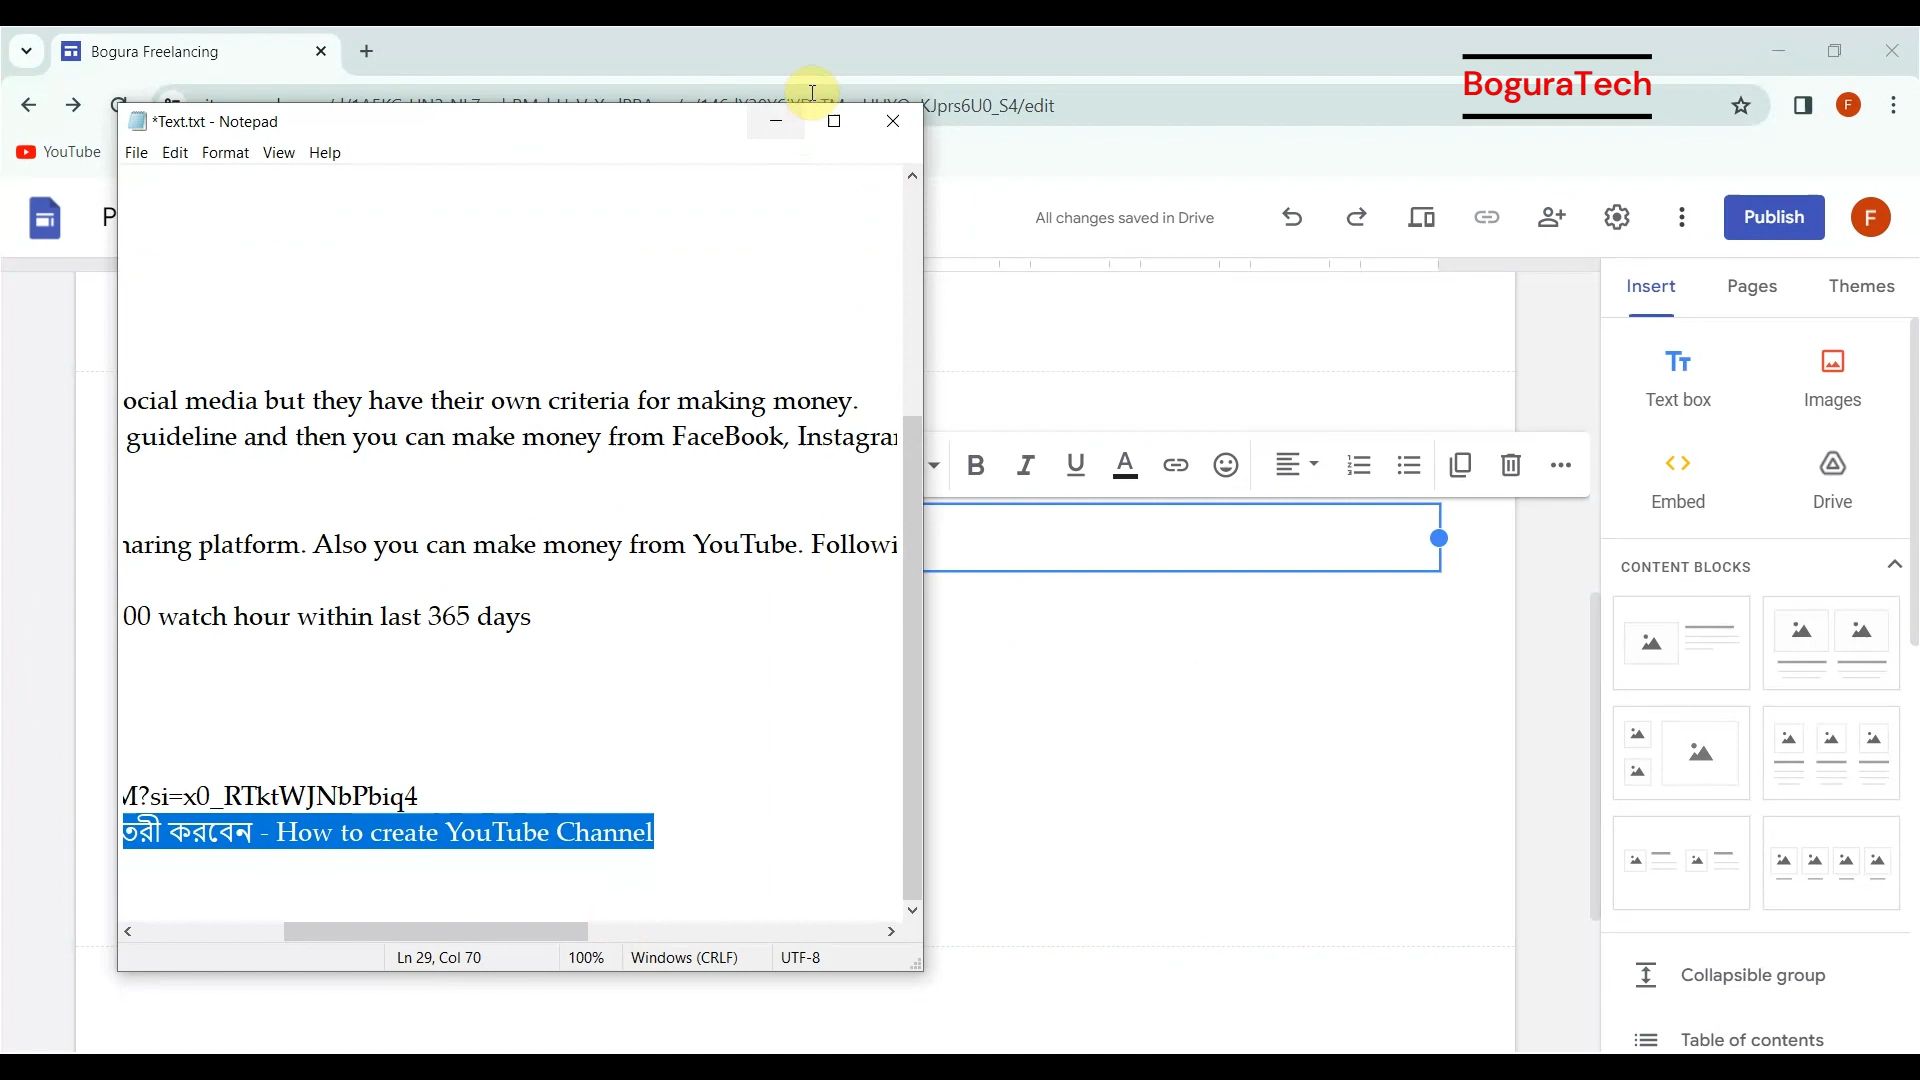 Bogura Freelancing
BoguraTech
KJprs6U0_S4/edit
F
YouTube
*Text.txt - Notepad
File Edit Format View Help
P
All changes saved in Drive
Publish
F
Insert Pages Themes
ocial media but they have their own criteria for making money.
guideline and then you can make money from FaceBook, Instagra
haring platform. Also you can make money from YouTube. Followi
00 watch hour within last 365 days
M?si=x0_RTktWJNbPbiq4
তরী করবেন - How to create YouTube Channel
Ln 29, Col 70 100% Windows (CRLF) UTF-8
B I U A
Text box Images
Embed Drive
CONTENT BLOCKS
Collapsible group
Table of contents